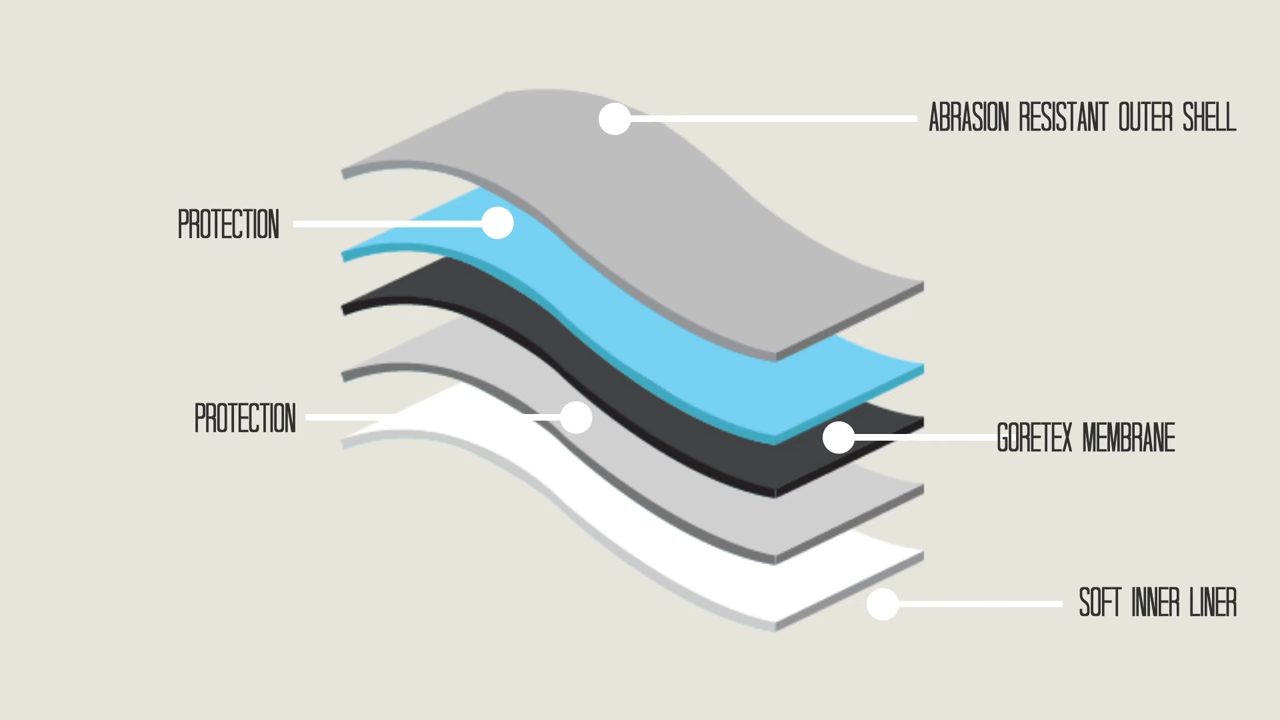 ABRASION RESISTANT OUTER SHELL
PROTECTION
PROTECTION
GORETEX MEMBRANE
SOFT INNER LINER